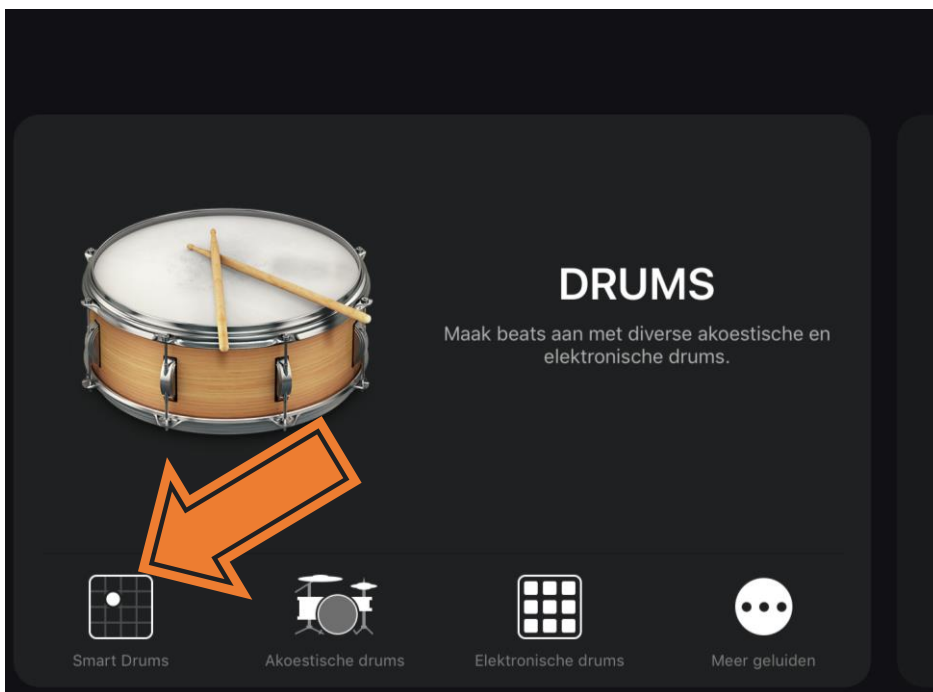 DRUMS
Maak beats aan met diverse akoestische en
elektronische drums.
Smart Drums
Akoestische drums
Elektronische drums
Meer geluiden